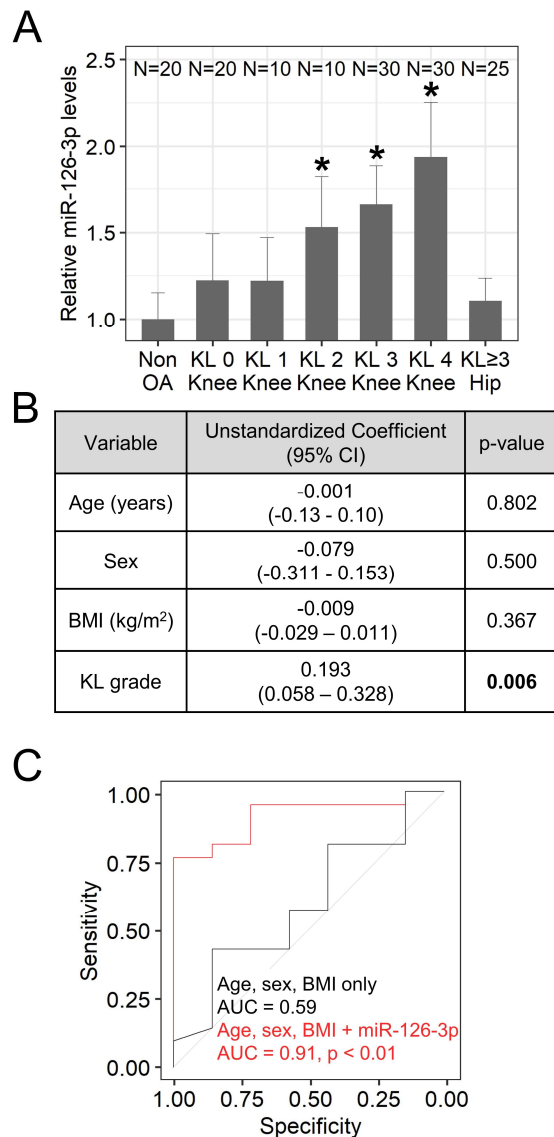 A
N=20 N=20 N=10 N=10 N=30 N=30 N=25
2.5
2.0
1.5
1.0
Relative miR-126-3p levels
* * *
Non OA
KL 0 Knee
KL 1 Knee
KL 2 Knee
KL 3 Knee
KL 4 Knee
KL≥3 Hip
B
Variable
Unstandardized Coefficient
(95% CI)
p-value
Age (years)
-0.001
(-0.13 - 0.10)
0.802
Sex
-0.079
(-0.311 - 0.153)
0.500
BMI (kg/m²)
-0.009
(-0.029 – 0.011)
0.367
KL grade
0.193
(0.058 – 0.328)
0.006
C
1.00
0.75
0.50
0.25
0.00
Sensitivity
Age, sex, BMI only
AUC = 0.59
Age, sex, BMI + miR-126-3p
AUC = 0.91, p < 0.01
1.00 0.75 0.50 0.25 0.00
Specificity